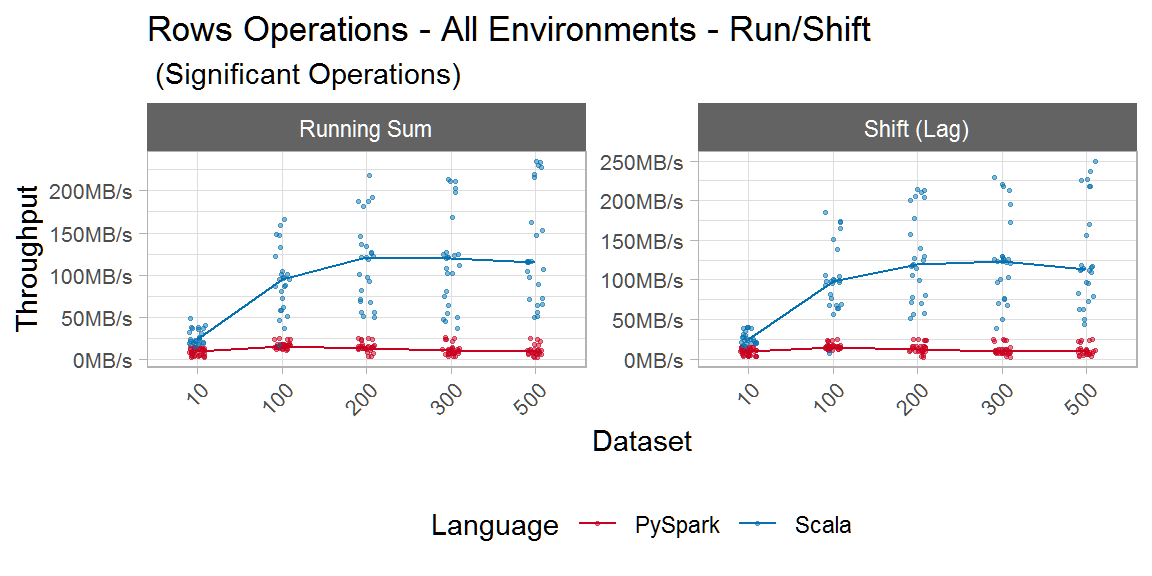 Rows Operations - All Environments - Run/Shift
(Significant Operations)
Running Sum
Shift (Lag)
Throughput
200MB/s
150MB/s
100MB/s
50MB/s
0MB/s
250MB/s
200MB/s
150MB/s
100MB/s
50MB/s
0MB/s
10 100 200 300 500
10 100 200 300 500
Dataset
Language PySpark Scala